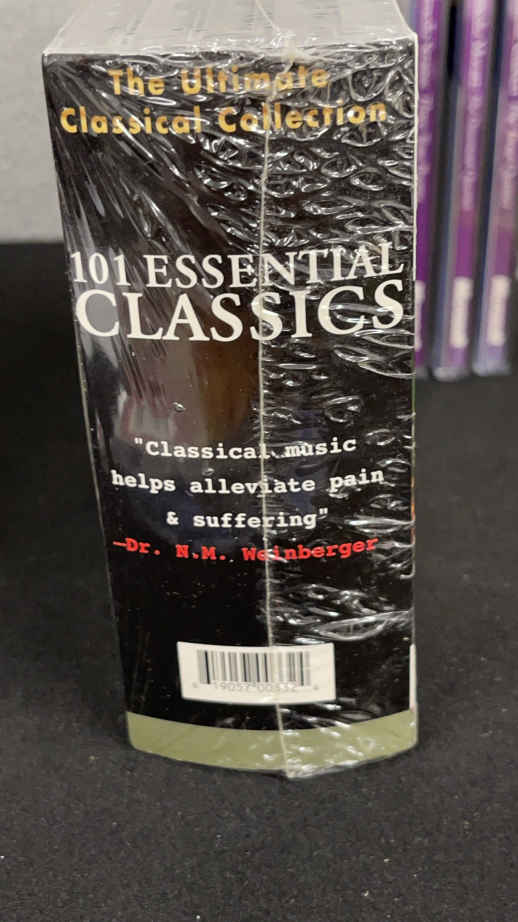 The Ultimate
Classical Collection
101 ESSENTIAL
CLASSICS
"Classical music
helps alleviate pain
& suffering"
—Dr. N.M. Weinberger